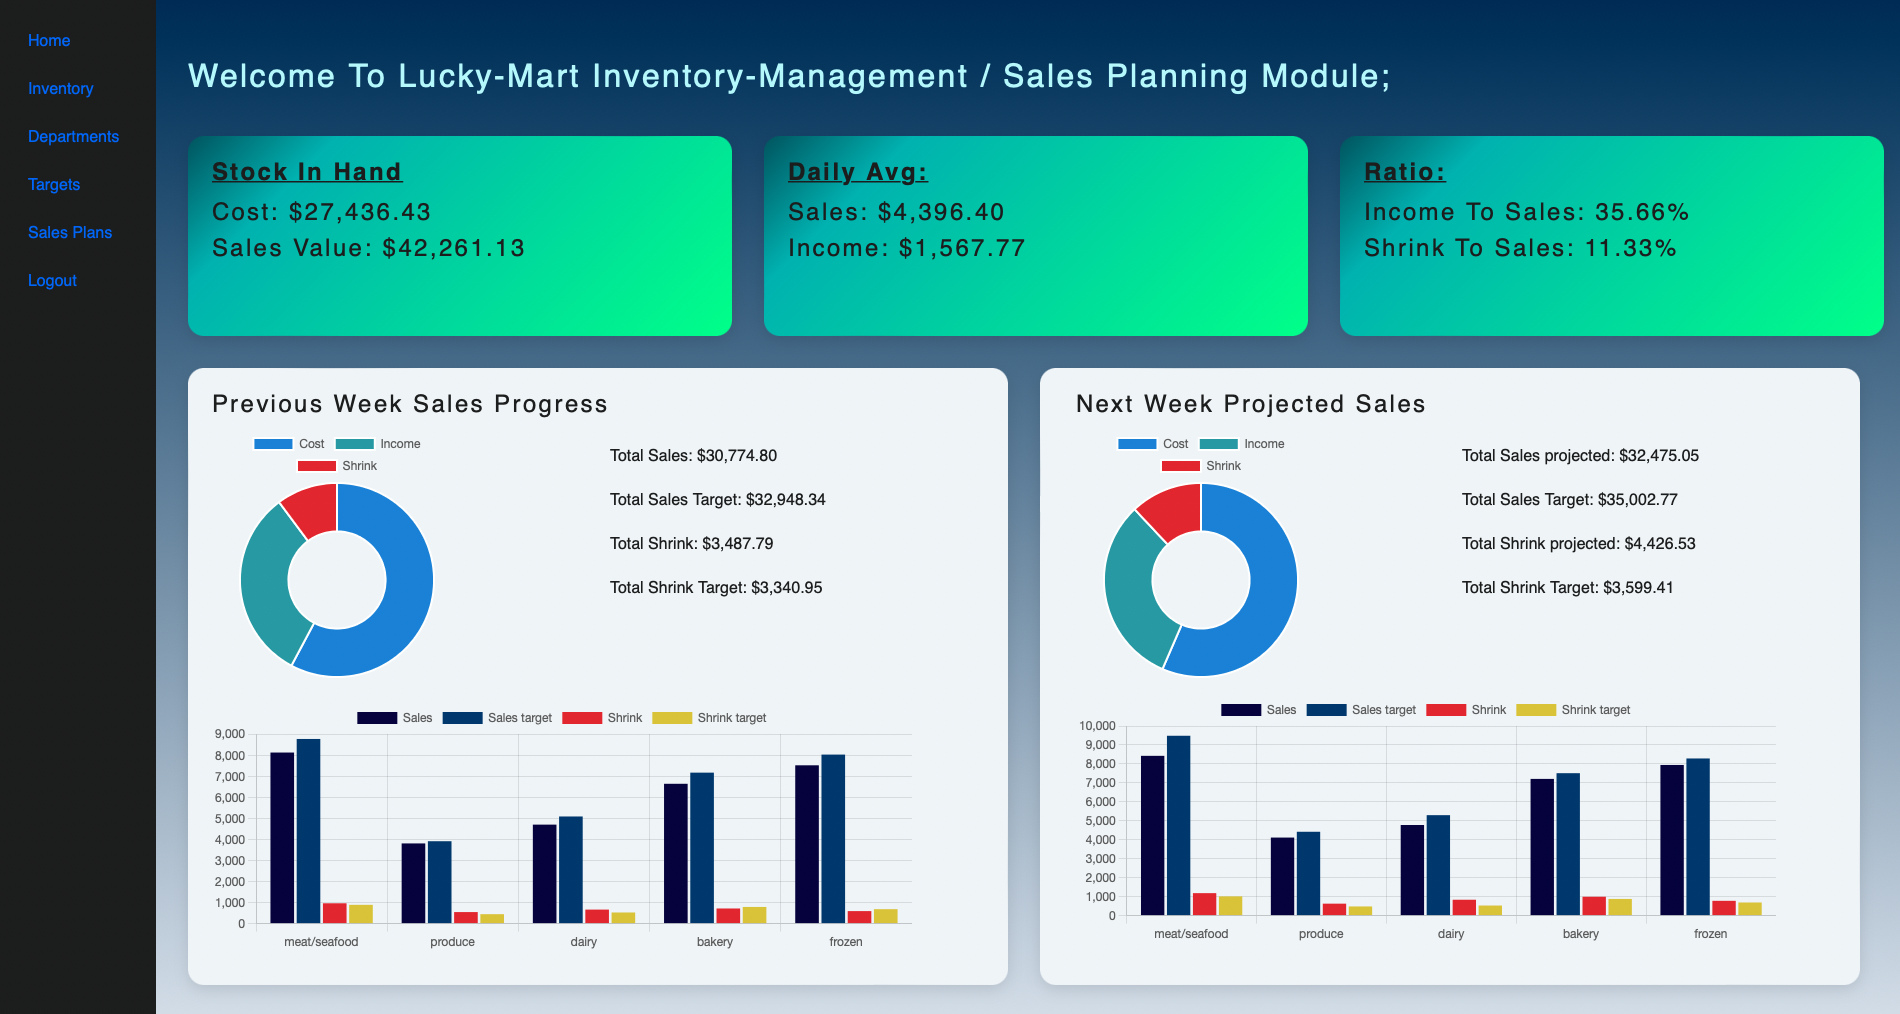 Home
Inventory
Departments
Targets
Sales Plans
Logout
Welcome To Lucky-Mart Inventory-Management / Sales Planning Module;
Stock In Hand
Cost: $27,436.43
Sales Value: $42,261.13
Daily Avg:
Sales: $4,396.40
Income: $1,567.77
Ratio:
Income To Sales: 35.66%
Shrink To Sales: 11.33%
Previous Week Sales Progress
Cost Income
Shrink
Total Sales: $30,774.80
Total Sales Target: $32,948.34
Total Shrink: $3,487.79
Total Shrink Target: $3,340.95
Sales Sales target Shrink Shrink target
9,000
8,000
7,000
6,000
5,000
4,000
3,000
2,000
1,000
0
meat/seafood produce dairy bakery frozen
Next Week Projected Sales
Cost Income
Shrink
Total Sales projected: $32,475.05
Total Sales Target: $35,002.77
Total Shrink projected: $4,426.53
Total Shrink Target: $3,599.41
Sales Sales target Shrink Shrink target
10,000
9,000
8,000
7,000
6,000
5,000
4,000
3,000
2,000
1,000
0
meat/seafood produce dairy bakery frozen